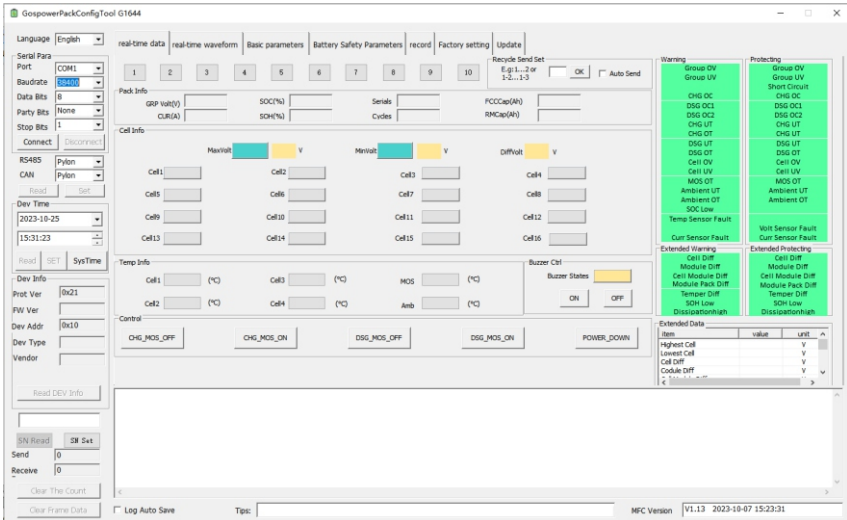 GospowerPackConfigTool G1644
Language English
Serial Para
Port COM1
Baudrate 38400
Data Bits 8
Party Bits None
Stop Bits 1
Connect Disconnect
RS485 Pylon
CAN Pylon
Read Set
Dev Time
2023-10-25
15:31:23
Read SET SysTime
Dev Info
Prot Ver 0x21
FW Ver
Dev Addr 0x10
Dev Type
Vendor
Read DEV Info
SN Read SN Set
Send 0
Receive 0
Clear The Count
Clear Frame Data
real-time data real-time waveform Basic parameters Battery Safety Parameters record Factory setting Update
1 2 3 4 5 6 7 8 9 10
Recycle Send Set
E.g:1...2 or
1-2...1-3
OK Auto Send
Pack Info
GRP Volt(V) SOC(%) Serials FCCCap(Ah)
CUR(A) SOH(%) Cycles RMCap(Ah)
Cell Info
MaxVolt V MinVolt V DiffVolt V
Cell1 Cell2 Cell3 Cell4
Cell5 Cell6 Cell7 Cell8
Cell9 Cell10 Cell11 Cell12
Cell13 Cell14 Cell15 Cell16
Temp Info
Cell1 (°C) Cell3 (°C) MOS (°C)
Cell2 (°C) Cell4 (°C) Amb (°C)
Buzzer Ctrl
Buzzer States
ON OFF
Control
CHG_MOS_OFF CHG_MOS_ON DSG_MOS_OFF DSG_MOS_ON POWER_DOWN
Warning
Group OV
Group UV
CHG OC
DSG OC1
DSG OC2
CHG UT
CHG OT
DSG UT
DSG OT
Cell OV
Cell UV
MOS OT
Ambient UT
Ambient OT
SOC Low
Temp Sensor Fault
Curr Sensor Fault
Protecting
Group OV
Group UV
Short Circuit
CHG OC
DSG OC1
DSG OC2
CHG UT
CHG OT
DSG UT
DSG OT
Cell OV
Cell UV
MOS OT
Ambient UT
Ambient OT
Volt Sensor Fault
Curr Sensor Fault
Extended Warning
Cell Diff
Module Diff
Cell Module Diff
Module Pack Diff
Temper Diff
SOH Low
Dissipationhigh
Extended Protecting
Cell Diff
Module Diff
Cell Module Diff
Module Pack Diff
Temper Diff
SOH Low
Dissipationhigh
Extended Data
item value unit
Highest Cell V
Lowest Cell V
Cell Diff V
Codule Diff V
Log Auto Save Tips: MFC Version V1.13 2023-10-07 15:23:31